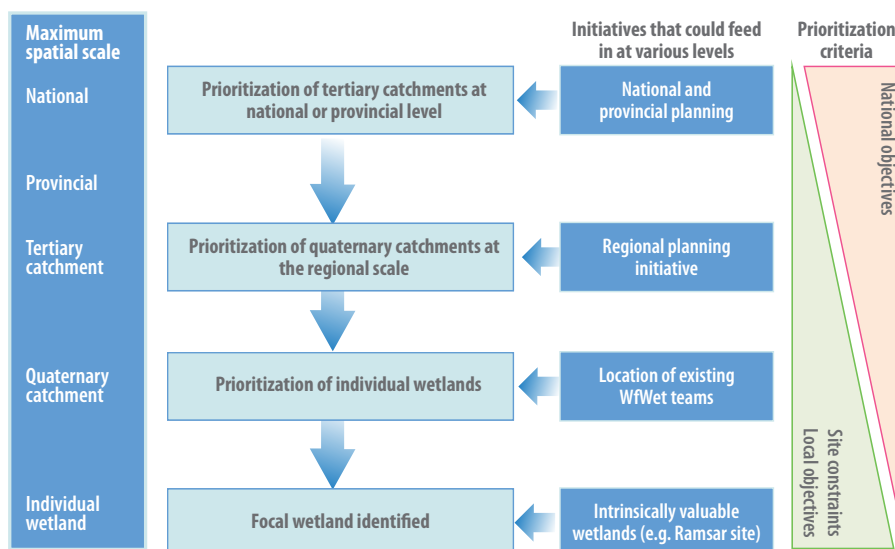 Maximum
spatial scale
National
Provincial
Tertiary
catchment
Quaternary
catchment
Individual
wetland
Prioritization of tertiary catchments at
national or provincial level
Prioritization of quaternary catchments at
the regional scale
Prioritization of individual wetlands
Focal wetland identified
Initiatives that could feed
in at various levels
National and
provincial planning
Regional planning
initiative
Location of existing
WfWet teams
Intrinsically valuable
wetlands (e.g. Ramsar site)
Prioritization
criteria
National objectives
Site constraints
Local objectives